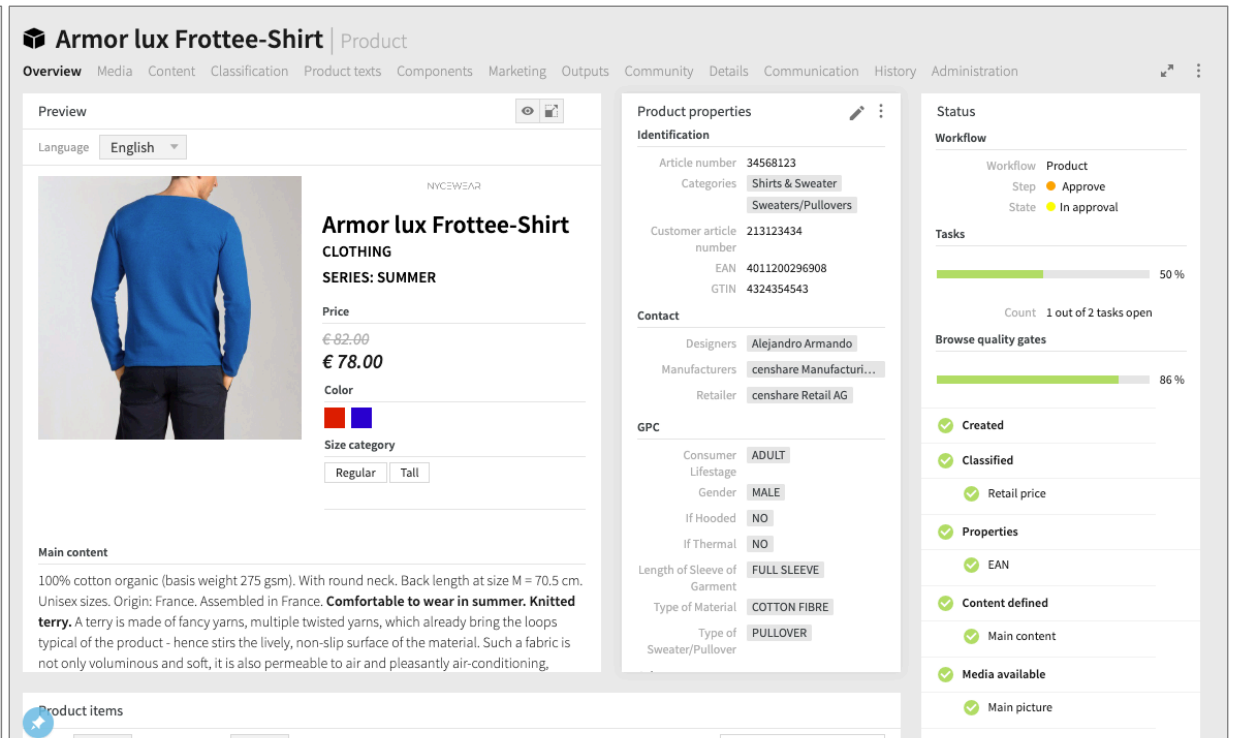 Armor lux Frottee-Shirt | Product
Overview Media Content Classification Product texts Components Marketing Outputs Community Details Communication History Administration
Preview
Language English
NYCEWEAR
Armor lux Frottee-Shirt
CLOTHING
SERIES: SUMMER
Price
€ 82.00
€ 78.00
Color
Size category
Regular Tall
Main content
100% cotton organic (basis weight 275 gsm). With round neck. Back length at size M = 70.5 cm.
Unisex sizes. Origin: France. Assembled in France. Comfortable to wear in summer. Knitted
terry. A terry is made of fancy yarns, multiple twisted yarns, which already bring the loops
typical of the product - hence stirs the lively, non-slip surface of the material. Such a fabric is
not only voluminous and soft, it is also permeable to air and pleasantly air-conditioning,
Product items
Product properties
Identification
Article number 34568123
Categories Shirts & Sweater
Sweaters/Pullovers
Customer article 213123434
number
EAN 4011200296908
GTIN 4324354543
Contact
Designers Alejandro Armando
Manufacturers censhare Manufacturi...
Retailer censhare Retail AG
GPC
Consumer ADULT
Lifestage
Gender MALE
If Hooded NO
If Thermal NO
Length of Sleeve of FULL SLEEVE
Garment
Type of Material COTTON FIBRE
Type of PULLOVER
Sweater/Pullover
Status
Workflow
Workflow Product
Step Approve
State In approval
Tasks
50 %
Count 1 out of 2 tasks open
Browse quality gates
86 %
Created
Classified
Retail price
Properties
EAN
Content defined
Main content
Media available
Main picture